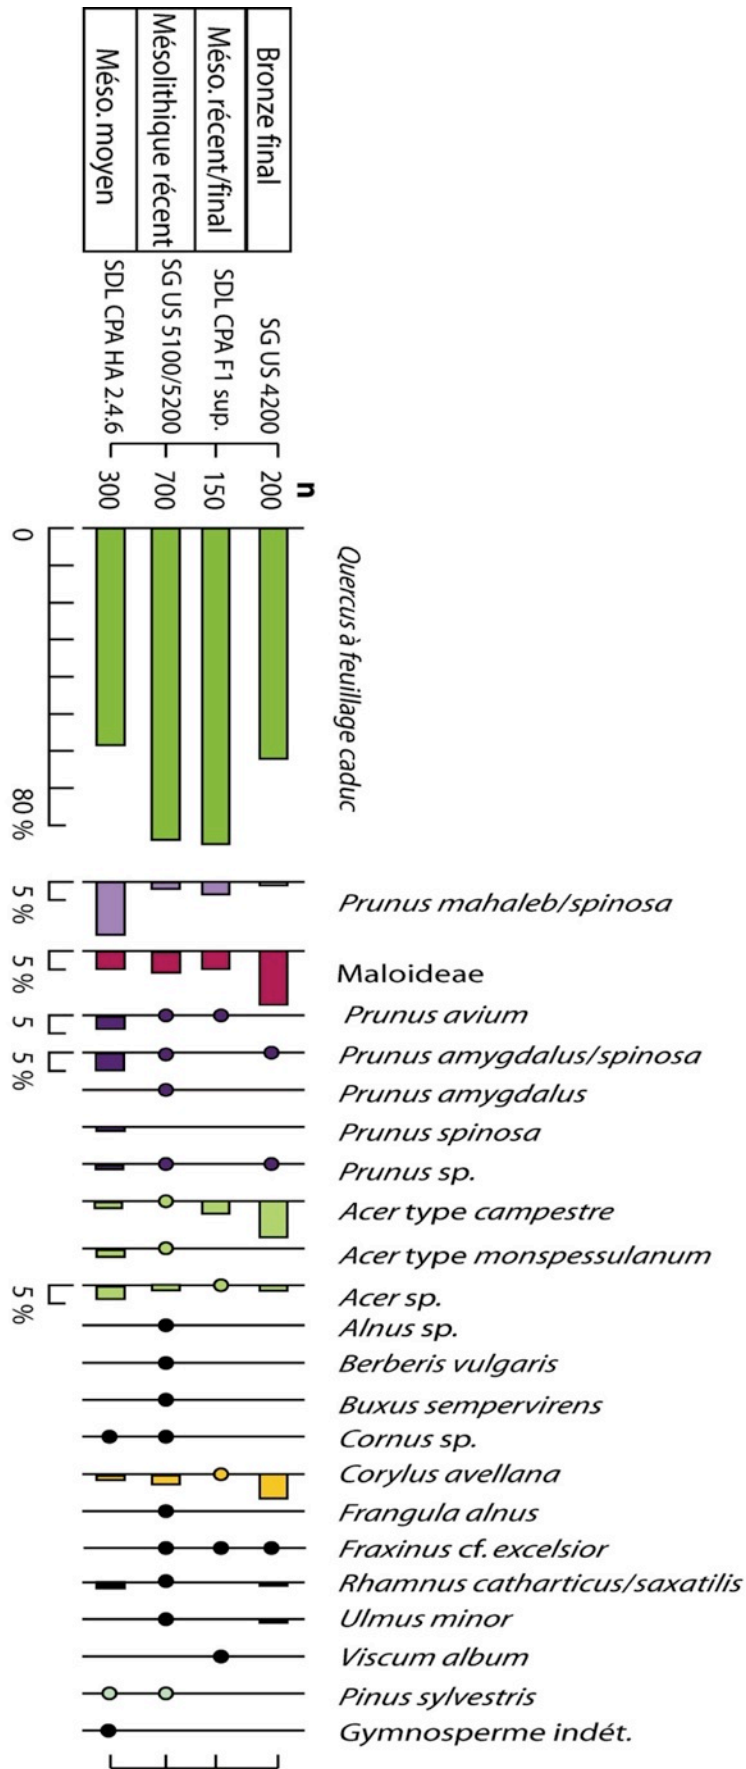 Bronze final
Méso. récent/final
Mésolithique récent
Méso. moyen
SG US 4200
SDL CPA F1 sup.
SG US 5100/5200
SDL CPA HA 2.4.6
n
200
150
700
300
Quercus à feuillage caduc
0
80 %
Prunus mahaleb/spinosa
5 %
Maloideae
5 %
Prunus avium
5
Prunus amygdalus/spinosa
5 %
Prunus amygdalus
Prunus spinosa
Prunus sp.
Acer type campestre
Acer type monspessulanum
Acer sp.
5 %
Alnus sp.
Berberis vulgaris
Buxus sempervirens
Cornus sp.
Corylus avellana
Frangula alnus
Fraxinus cf. excelsior
Rhamnus catharticus/saxatilis
Ulmus minor
Viscum album
Pinus sylvestris
Gymnosperme indét.